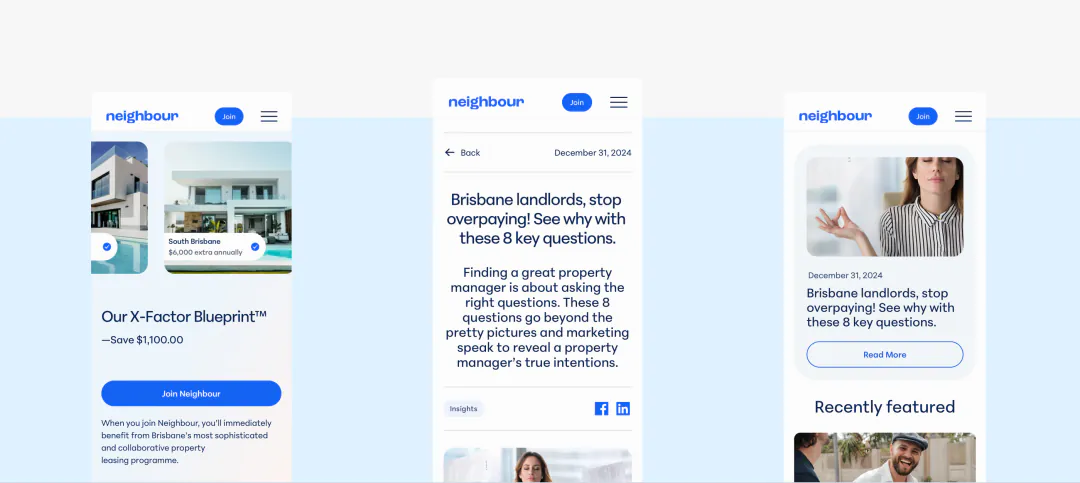 neighbour
Join
South Brisbane
$6,000 extra annually
Our X-Factor Blueprint™
—Save $1,100.00
Join Neighbour
When you join Neighbour, you'll immediately
benefit from Brisbane's most sophisticated
and collaborative property
leasing programme.
neighbour
Join
Back
December 31, 2024
Brisbane landlords, stop
overpaying! See why with
these 8 key questions.
Finding a great property
manager is about asking the
right questions. These 8
questions go beyond the
pretty pictures and marketing
speak to reveal a property
manager's true intentions.
Insights
neighbour
Join
December 31, 2024
Brisbane landlords, stop
overpaying! See why with
these 8 key questions.
Read More
Recently featured